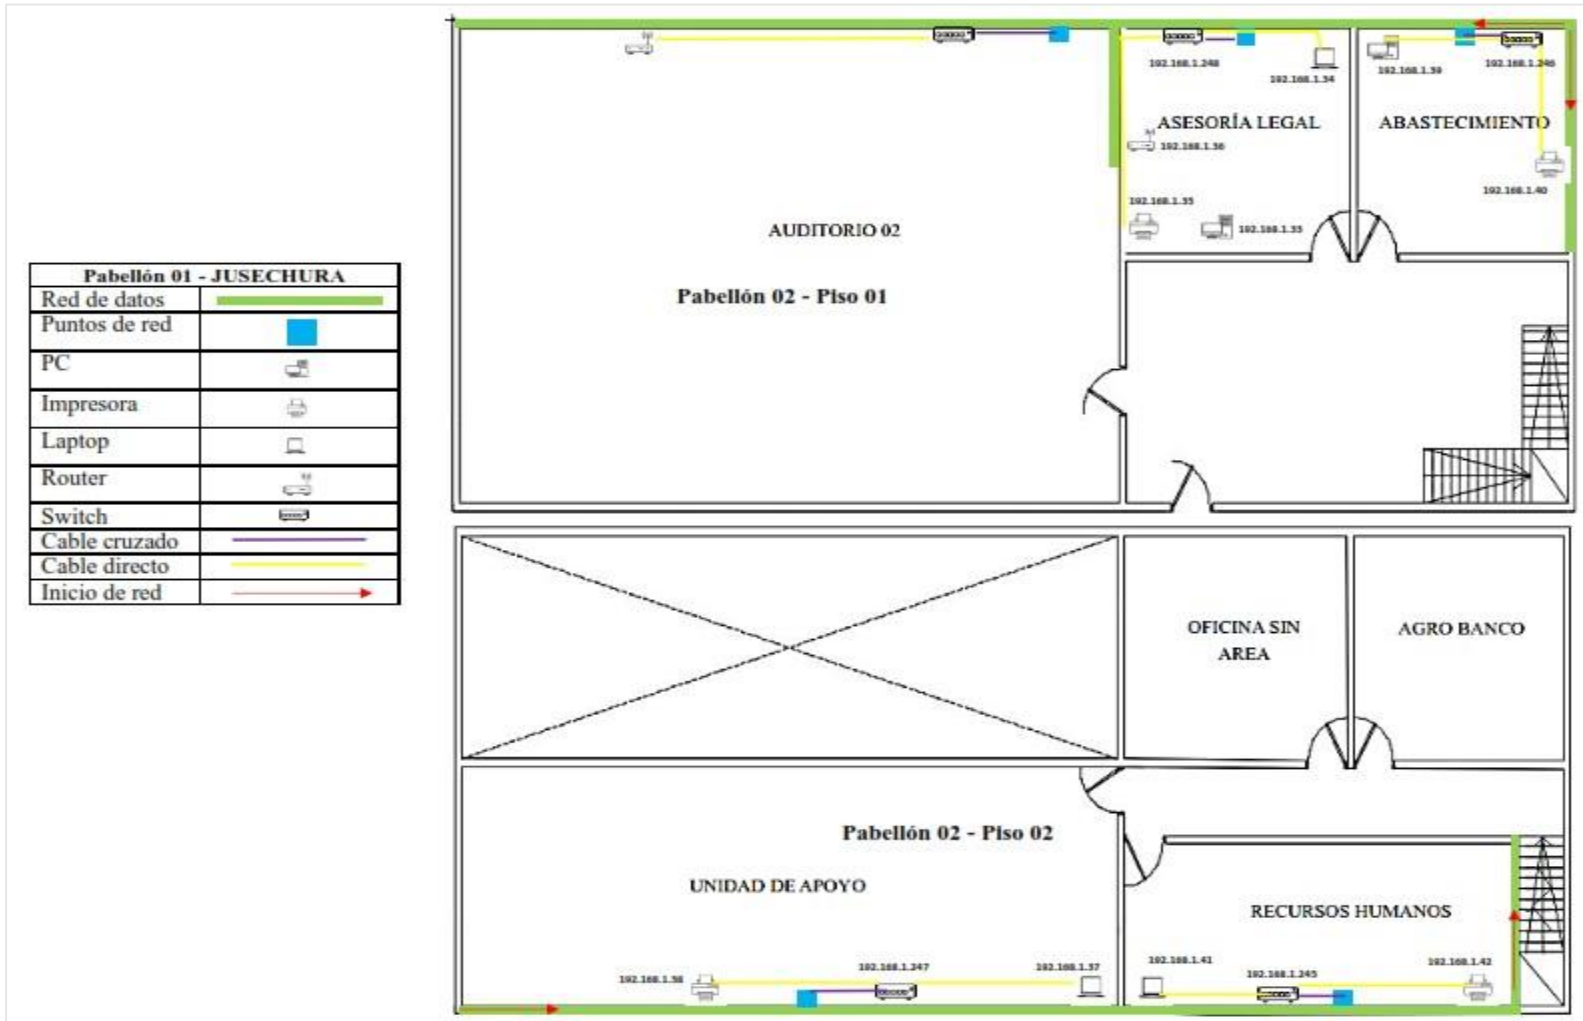 192.168.1.248
192.168.1.34
192.168.1.39
192.168.1.246
ASESORÍA LEGAL
ABASTECIMIENTO
192.168.1.36
192.168.1.40
192.168.1.35
192.168.1.33
AUDITORIO 02
Pabellón 02 - Piso 01
Pabellón 01 - JUSECHURA
Red de datos
Puntos de red
PC
Impresora
Laptop
Router
Switch
Cable cruzado
Cable directo
Inicio de red
OFICINA SIN
AREA
AGRO BANCO
Pabellón 02 - Piso 02
UNIDAD DE APOYO
RECURSOS HUMANOS
192.168.1.38
192.168.1.247
192.168.1.37
192.168.1.41
192.168.1.245
192.168.1.42